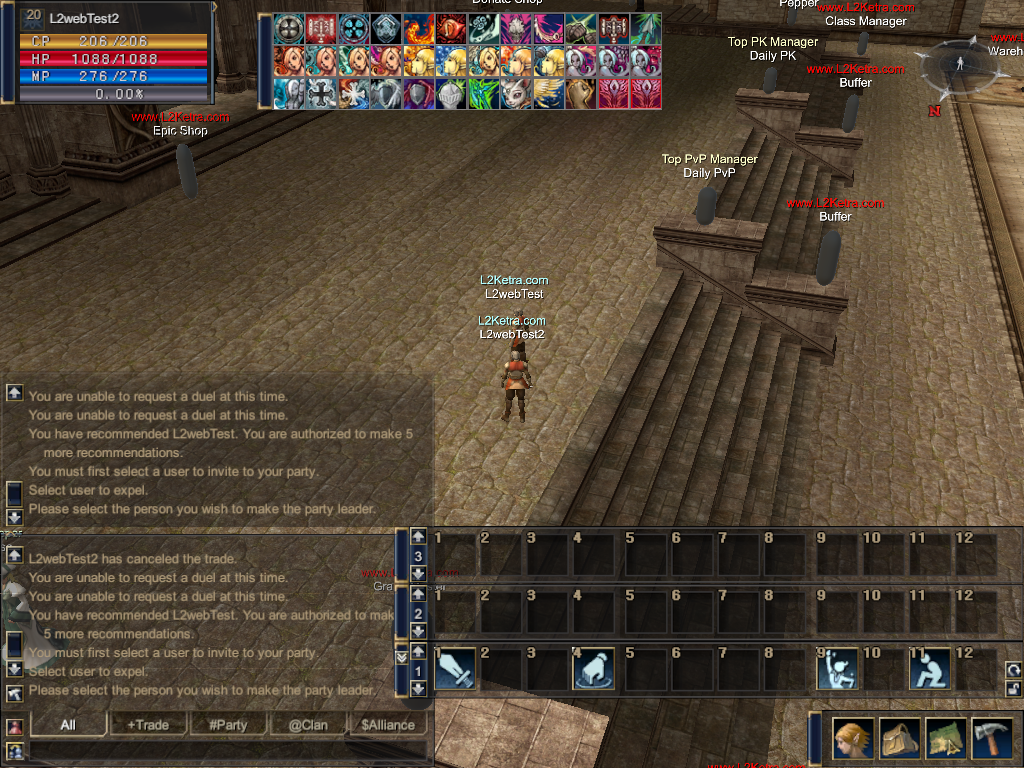 20 L2webTest2
CP 206/206
HP 1088/1088
MP 276/276
0.00%
Donate Shop
Pepper
www.L2Ketra.com
Class Manager
Top PK Manager
Daily PK
www.L2Ketra.com
Buffer
N
www.L2Ketra.com
Epic Shop
Top PvP Manager
Daily PvP
www.L2Ketra.com
Buffer
L2Ketra.com
L2webTest
L2Ketra.com
L2webTest2
You are unable to request a duel at this time.
You are unable to request a duel at this time.
You have recommended L2webTest. You are authorized to make 5
more recommendations.
You must first select a user to invite to your party.
Select user to expel.
Please select the person you wish to make the party leader.
L2webTest2 has canceled the trade.
You are unable to request a duel at this time.
You are unable to request a duel at this time.
You have recommended L2webTest. You are authorized to mak
5 more recommendations.
You must first select a user to invite to your party.
Select user to expel.
Please select the person you wish to make the party leader.
All +Trade #Party @Clan $Alliance
3 1 2 3 4 5 6 7 8 9 10 11 12
2 1 2 3 4 5 6 7 8 9 10 11 12
1 1 2 3 4 5 6 7 8 9 10 11 12
www.L2Ketra.com